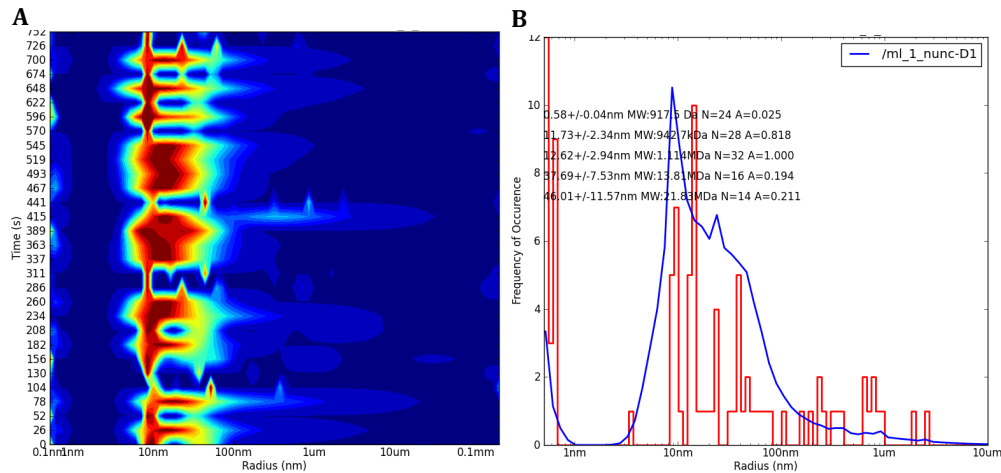 A
752
726
700
674
648
622
596
570
545
519
493
467
441
415
389
363
337
311
286
260
234
208
182
156
130
104
78
52
26
0
Time (s)
0.1nm 1nm 10nm 100nm 1um 10um 0.1mm
Radius (nm)
B
/ml_1_nunc-D1
12
10
8
6
4
2
0
Frequency of Occurence
0.58+/-0.04nm MW:917.5 Da N=24 A=0.025
11.73+/-2.34nm MW:942.7kDa N=28 A=0.818
12.62+/-2.94nm MW:1.114MDa N=32 A=1.000
37.69+/-7.53nm MW:13.81MDa N=16 A=0.194
46.01+/-11.57nm MW:21.83MDa N=14 A=0.211
1nm 10nm 100nm 1um 10um
Radius (nm)